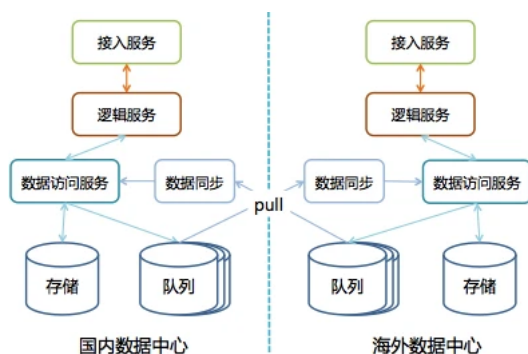 接入服务
接入服务
逻辑服务
逻辑服务
数据访问服务
数据同步
数据同步
数据访问服务
pull
存储
队列
队列
存储
国内数据中心
海外数据中心